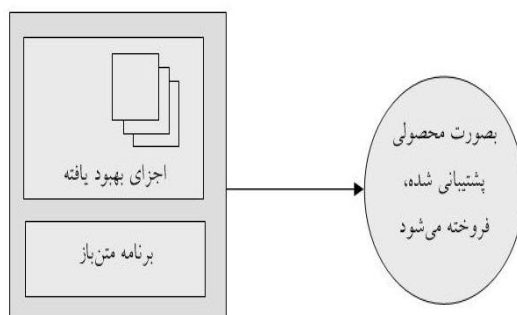 اجزای بهبود یافته
برنامه متن‌باز
بصورت محصولی
پشتیبانی شده،
فروخته می‌شود